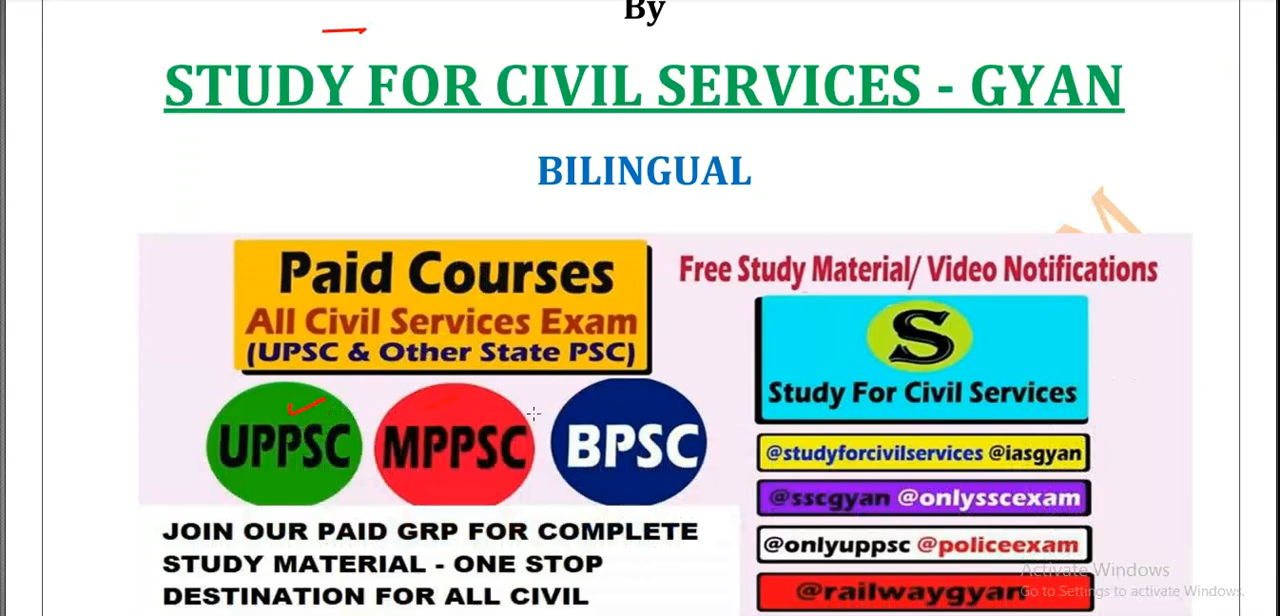 By
STUDY FOR CIVIL SERVICES - GYAN
BILINGUAL
M
Paid Courses
All Civil Services Exam
(UPSC & Other State PSC)
UPPSC MPPSC BPSC
JOIN OUR PAID GRP FOR COMPLETE
STUDY MATERIAL - ONE STOP
DESTINATION FOR ALL CIVIL
Free Study Material/ Video Notifications
S
Study For Civil Services
@studyforcivilservices @iasgyan
@sscgyan @onlysscexam
@onlyuppsc @policeexam
@railwaygyan
Activate Windows
Go to Settings to activate Windows.